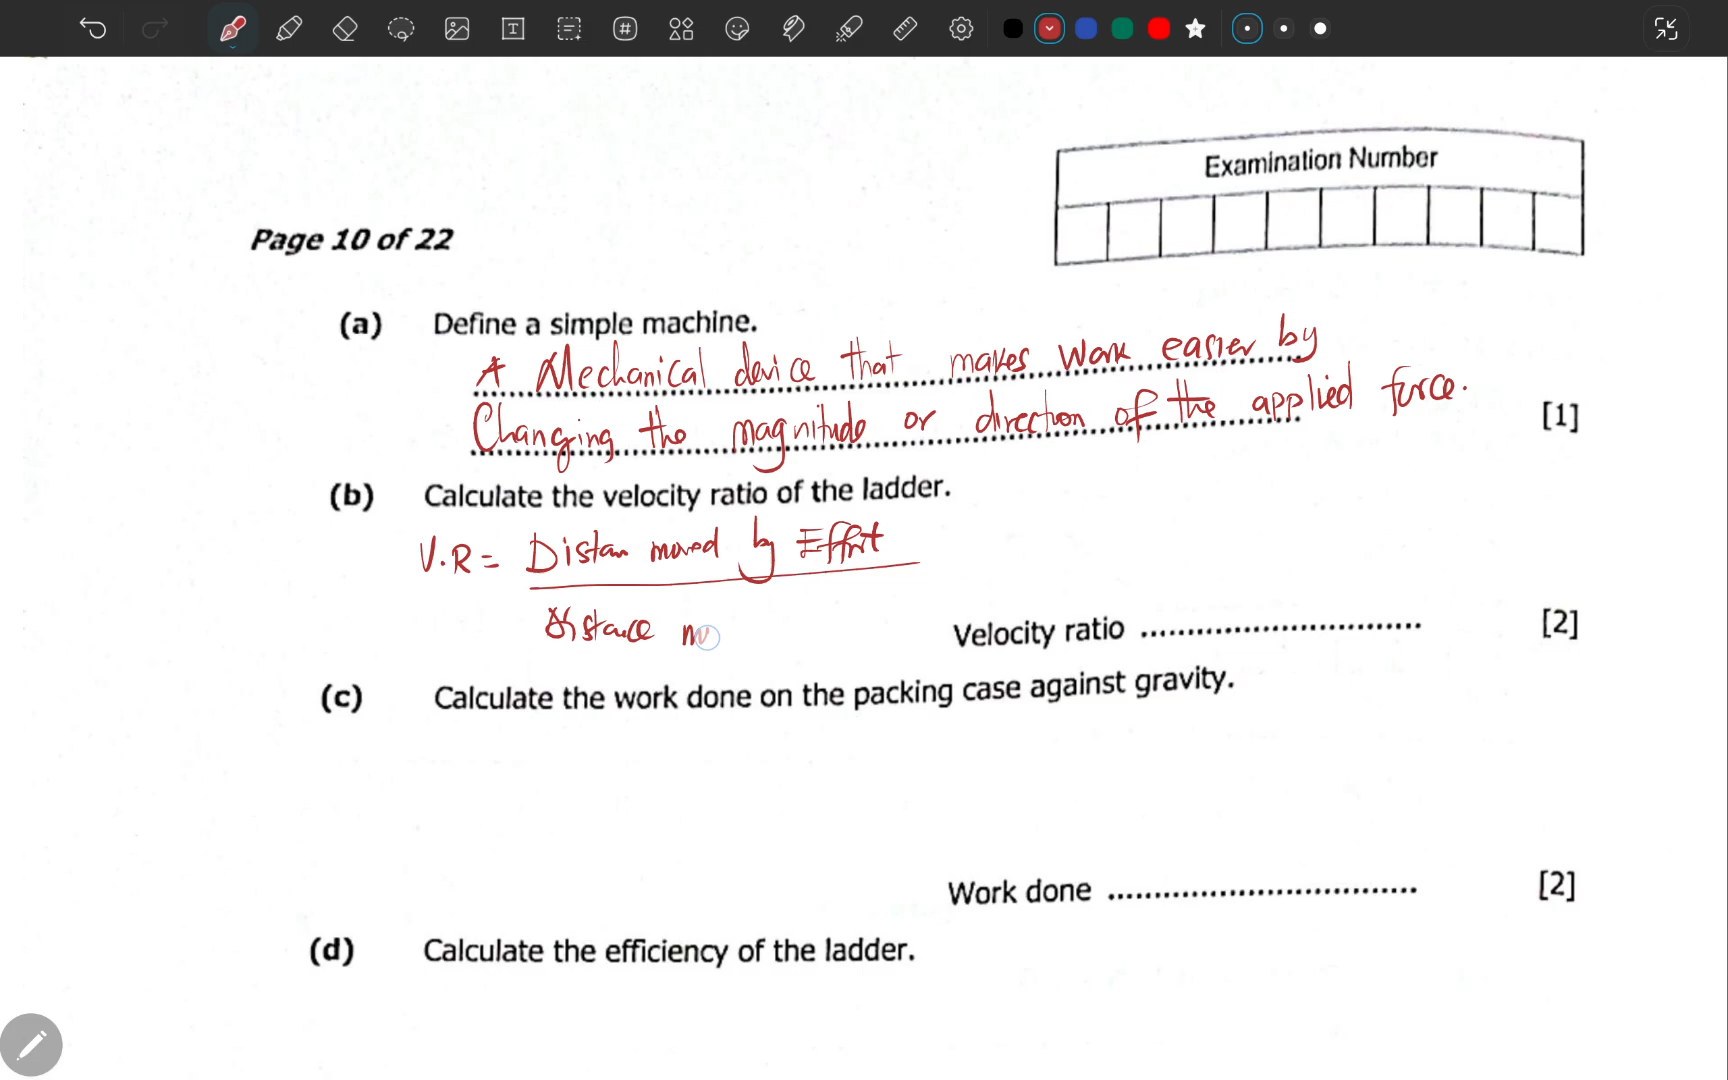 Examination Number
Page 10 of 22
(a) Define a simple machine.
A Mechanical device that makes work easier by
Changing the magnitude or direction of the applied force.
[1]
(b) Calculate the velocity ratio of the ladder.
V.R = Distan moved by Effort
distance m
Velocity ratio ................................ [2]
(c) Calculate the work done on the packing case against gravity.
Work done .................................. [2]
(d) Calculate the efficiency of the ladder.